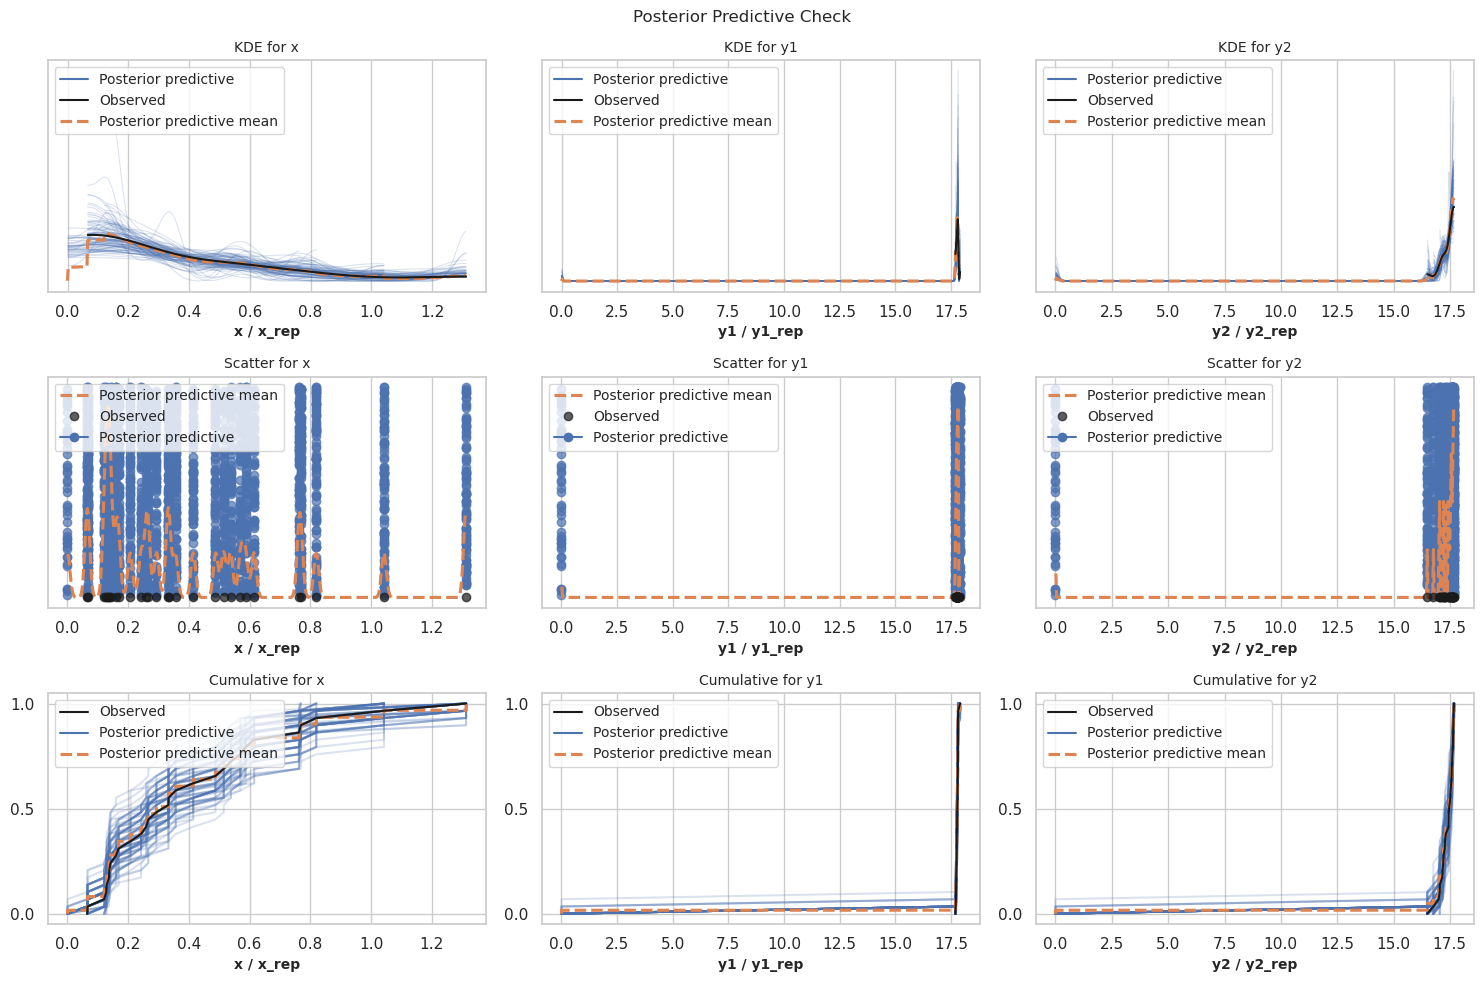 Posterior Predictive Check
KDE for x
KDE for y1
KDE for y2
Posterior predictive
Observed
Posterior predictive mean
Posterior predictive
Observed
Posterior predictive mean
Posterior predictive
Observed
Posterior predictive mean
0.0 0.2 0.4 0.6 0.8 1.0 1.2
0.0 2.5 5.0 7.5 10.0 12.5 15.0 17.5
0.0 2.5 5.0 7.5 10.0 12.5 15.0 17.5
x / x_rep
y1 / y1_rep
y2 / y2_rep
Scatter for x
Scatter for y1
Scatter for y2
Posterior predictive mean
Observed
Posterior predictive
Posterior predictive mean
Observed
Posterior predictive
Posterior predictive mean
Observed
Posterior predictive
0.0 0.2 0.4 0.6 0.8 1.0 1.2
0.0 2.5 5.0 7.5 10.0 12.5 15.0 17.5
0.0 2.5 5.0 7.5 10.0 12.5 15.0 17.5
x / x_rep
y1 / y1_rep
y2 / y2_rep
Cumulative for x
Cumulative for y1
Cumulative for y2
1.0
0.5
0.0
Observed
Posterior predictive
Posterior predictive mean
1.0
0.5
0.0
Observed
Posterior predictive
Posterior predictive mean
1.0
0.5
0.0
Observed
Posterior predictive
Posterior predictive mean
0.0 0.2 0.4 0.6 0.8 1.0 1.2
0.0 2.5 5.0 7.5 10.0 12.5 15.0 17.5
0.0 2.5 5.0 7.5 10.0 12.5 15.0 17.5
x / x_rep
y1 / y1_rep
y2 / y2_rep